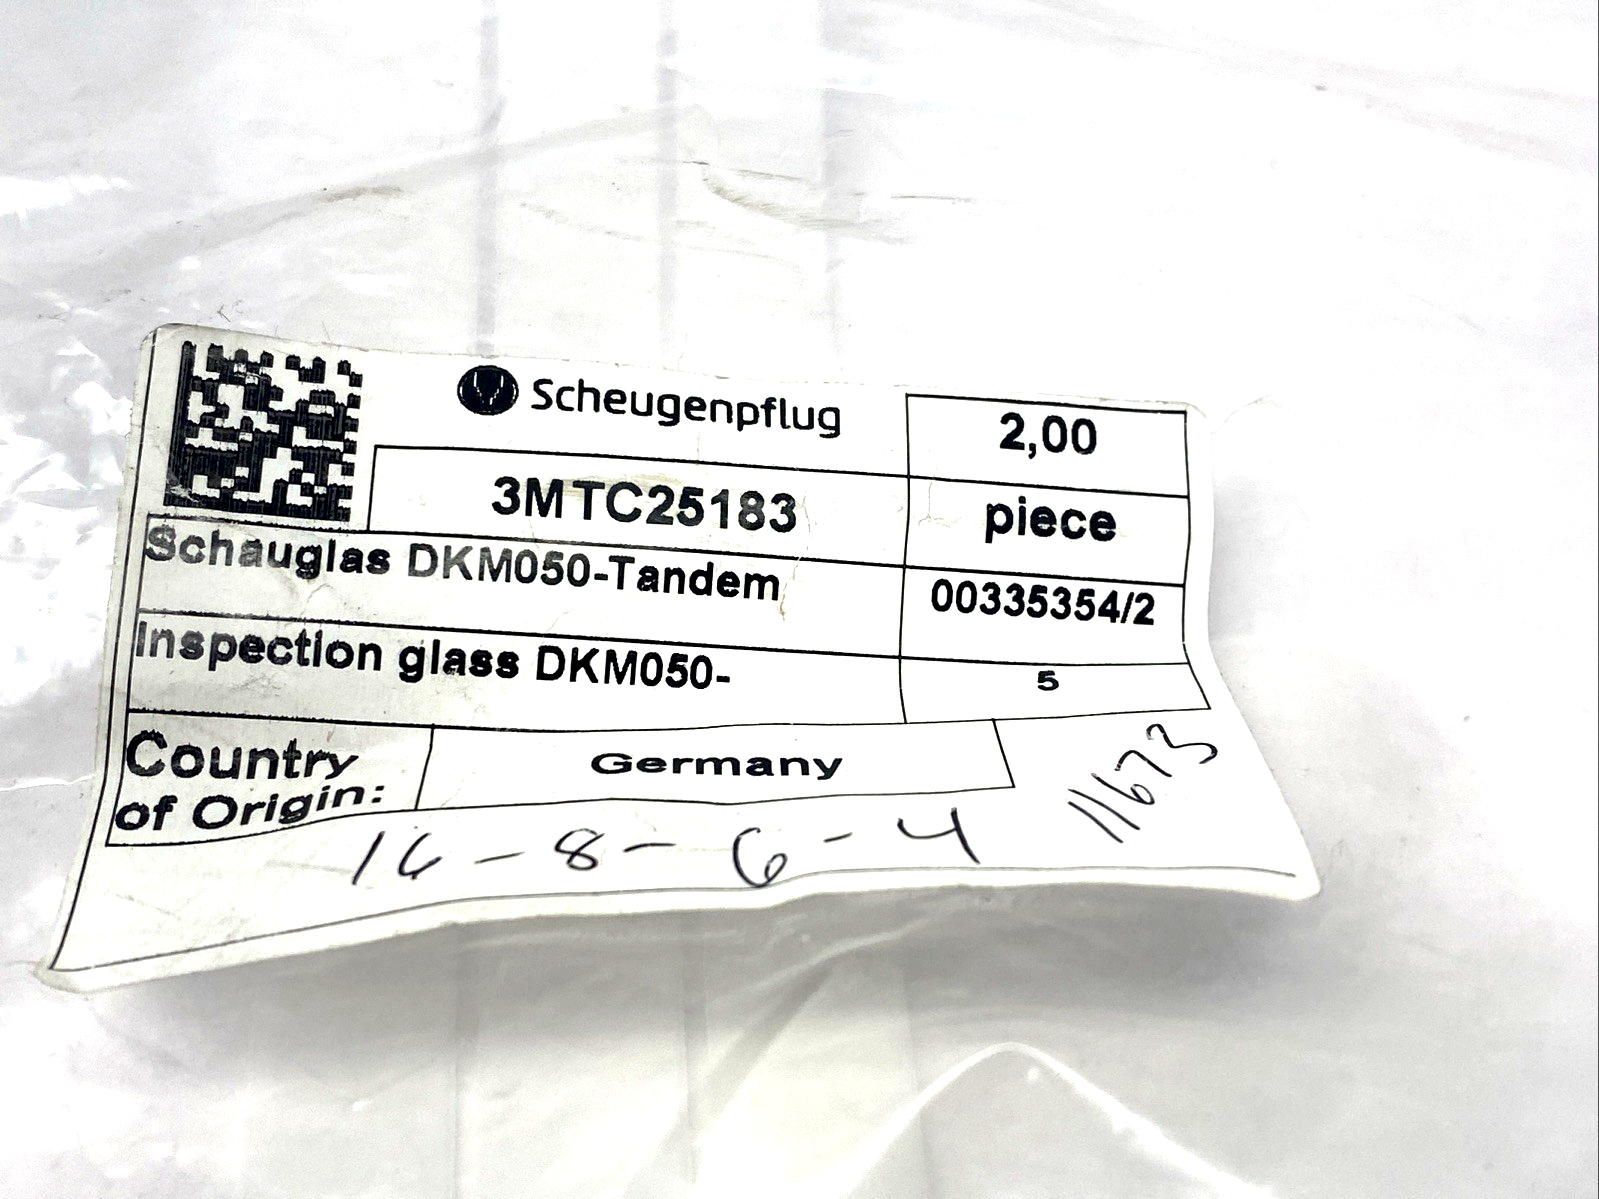 Scheugenpflug
2,00
3MTC25183
piece
Schauglas DKM050-Tandem
00335354/2
Inspection glass DKM050-
5
Country
of Origin:
Germany
16-8-6-4
11673